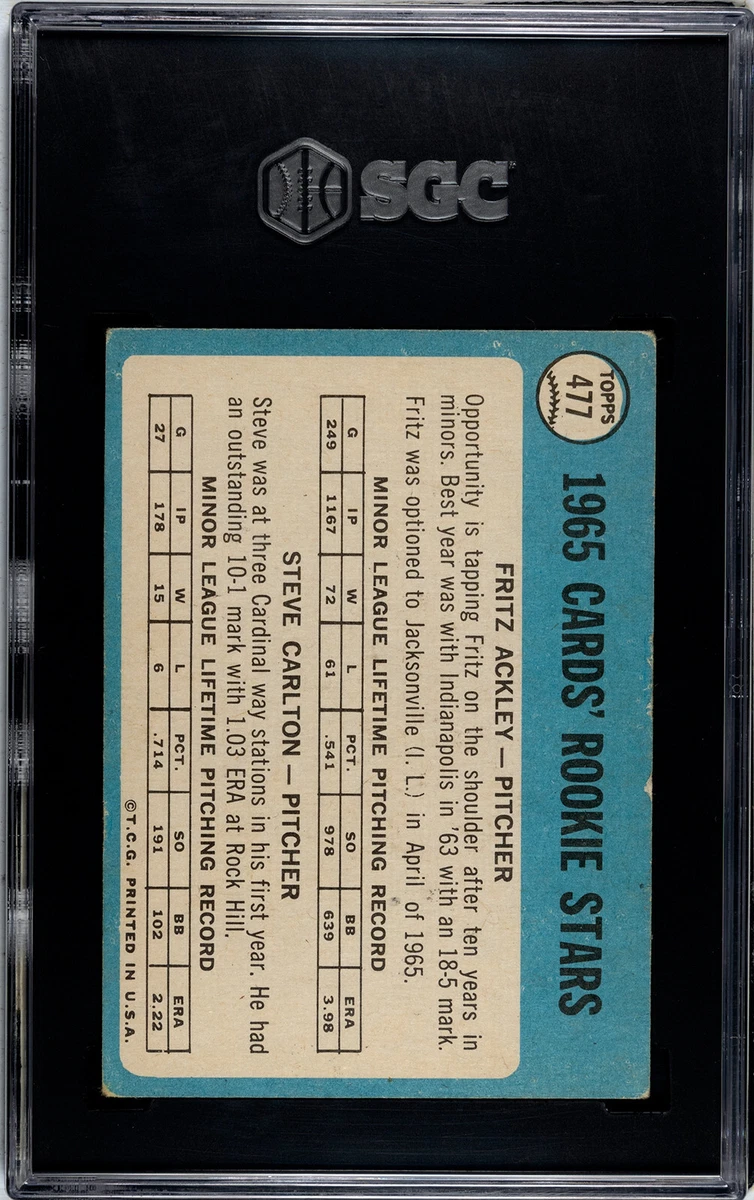 SGC
TOPPS
477
1965 CARDS' ROOKIE STARS
FRITZ ACKLEY — PITCHER
Opportunity is tapping Fritz on the shoulder after ten years in
minors. Best year was with Indianapolis in '63 with an 18-5 mark.
Fritz was optioned to Jacksonville (I. L.) in April of 1965.
MINOR LEAGUE LIFETIME PITCHING RECORD
G IP W L PCT. SO BB ERA
249 1167 72 61 .541 978 639 3.98
STEVE CARLTON — PITCHER
Steve was at three Cardinal way stations in his first year. He had
an outstanding 10-1 mark with 1.03 ERA at Rock Hill.
MINOR LEAGUE LIFETIME PITCHING RECORD
G IP W L PCT. SO BB ERA
27 178 15 6 .714 191 102 2.22
©T.C.G. PRINTED IN U.S.A.